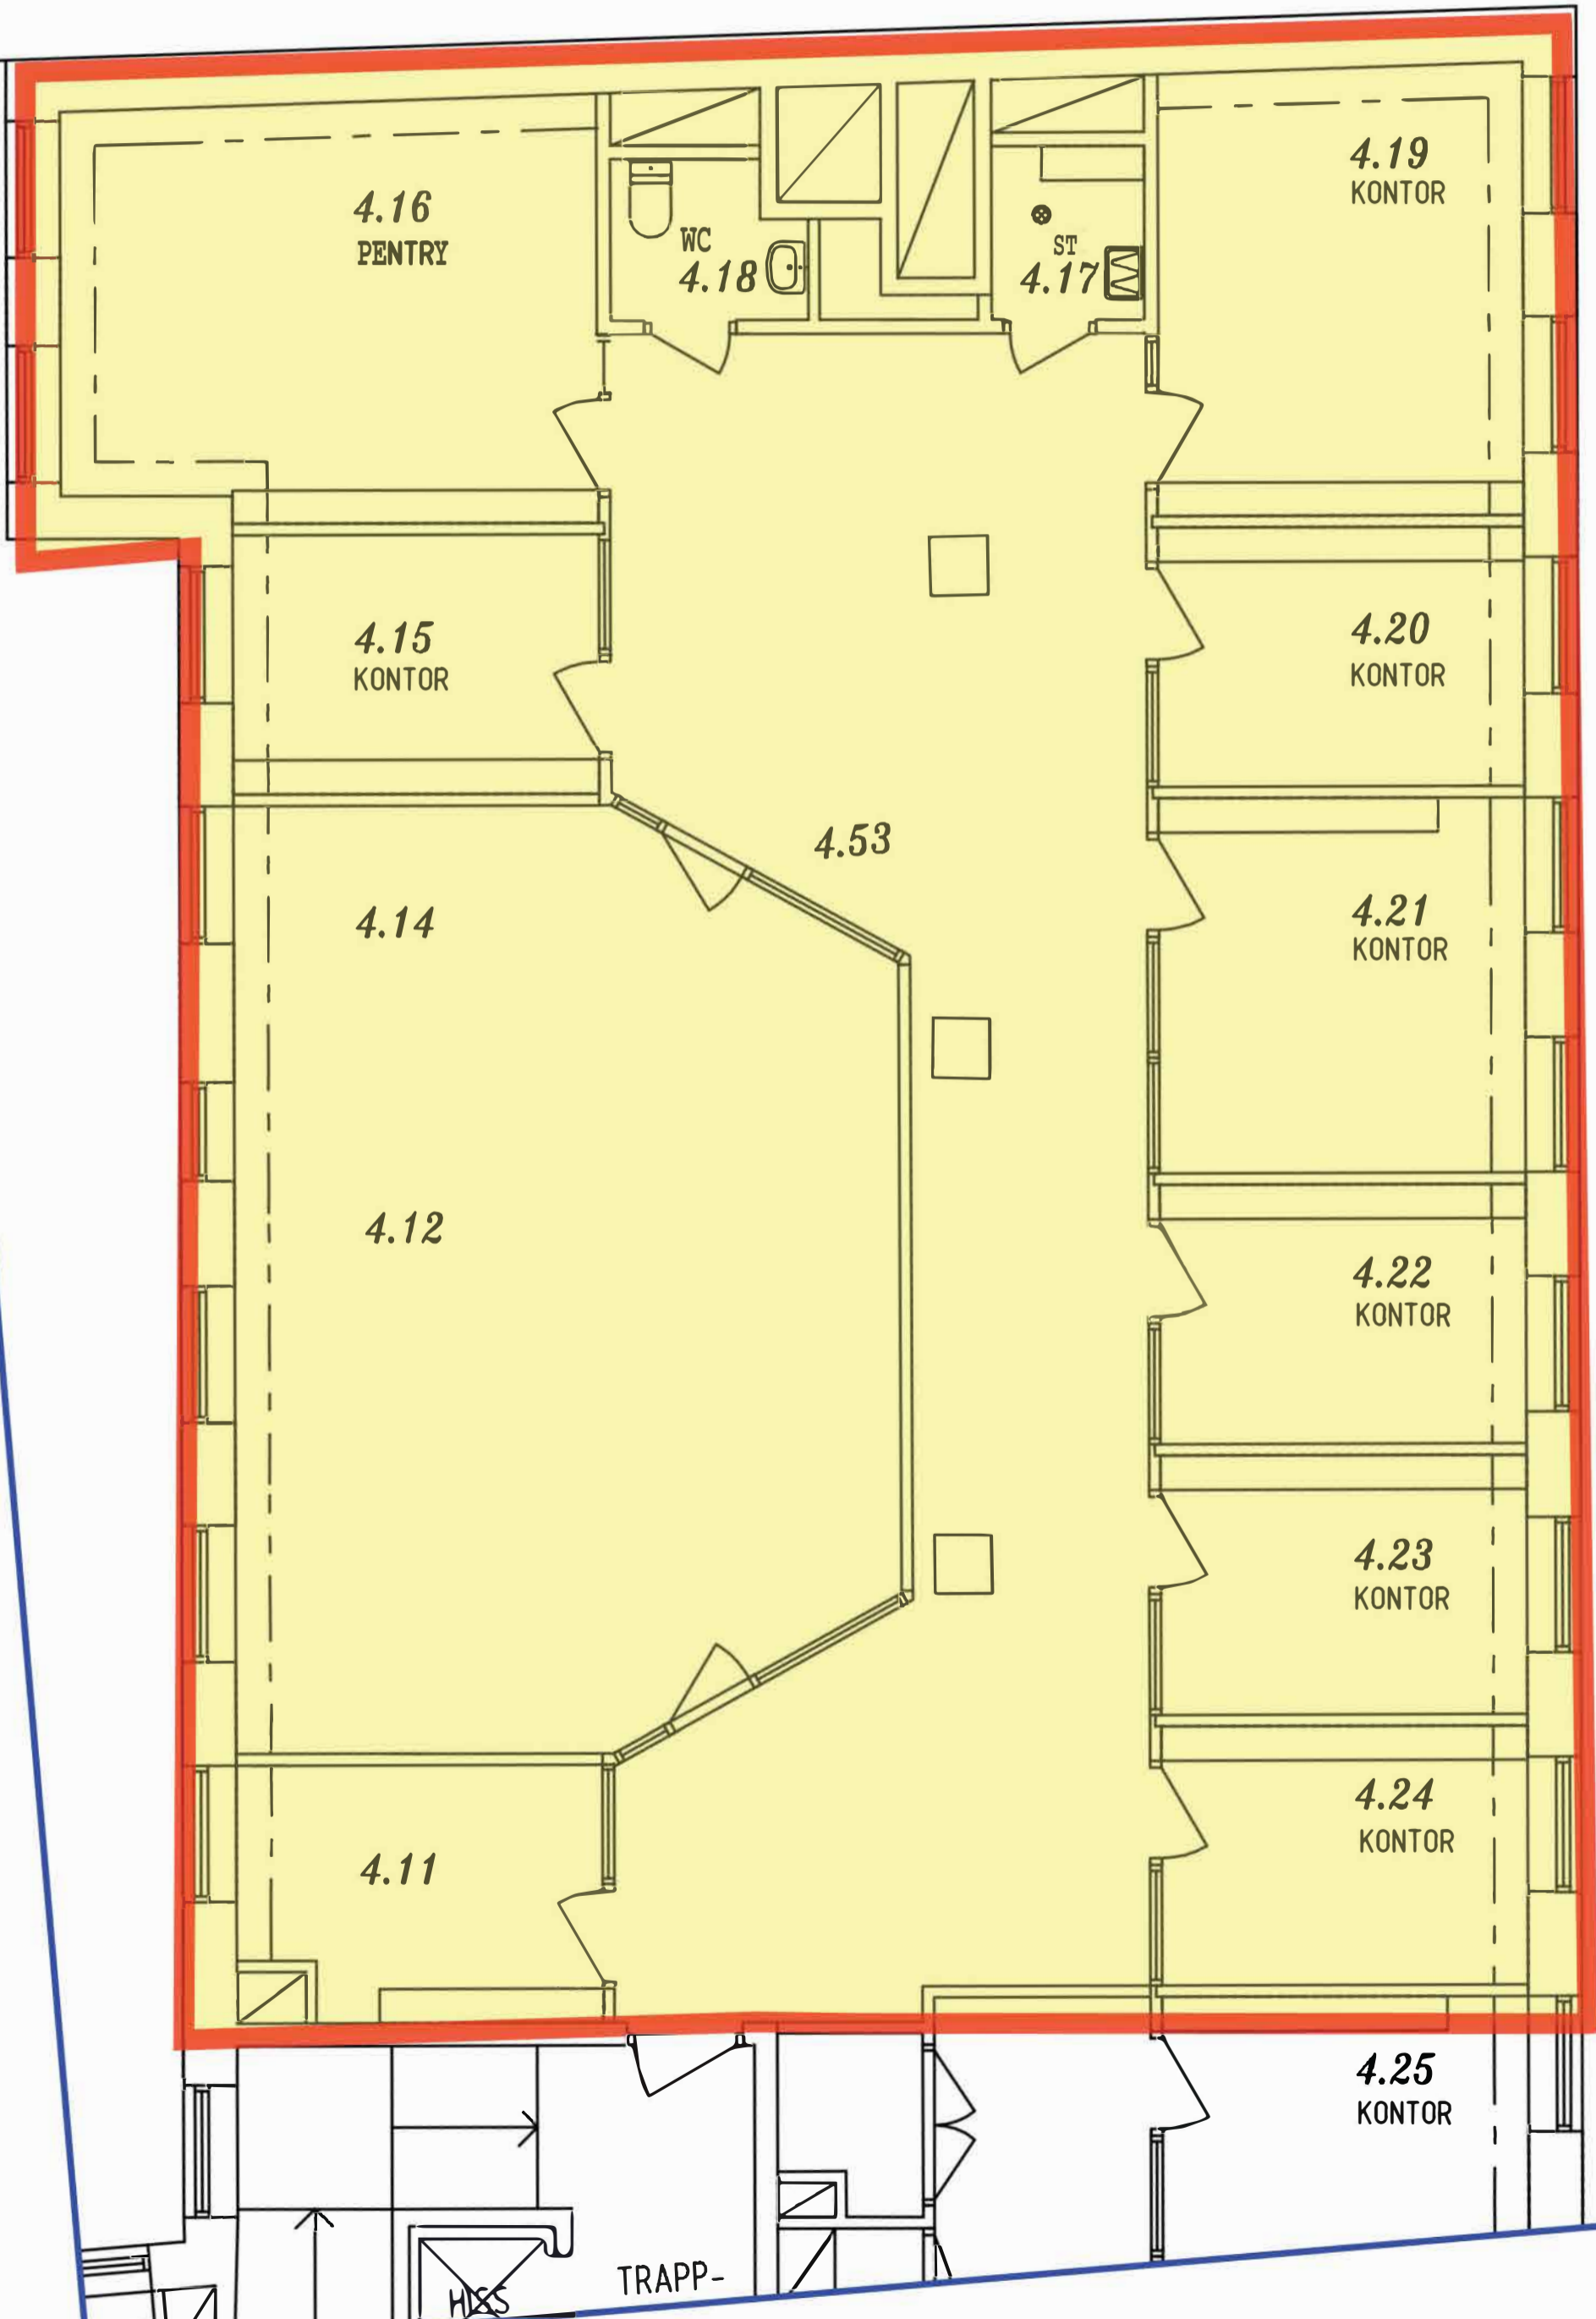 4.19
KONTOR
4.16
PENTRY
WC
4.18
ST
4.17
4.15
KONTOR
4.20
KONTOR
4.53
4.14
4.21
KONTOR
4.12
4.22
KONTOR
4.23
KONTOR
4.24
KONTOR
4.11
4.25
KONTOR
TRAPP-
HISS